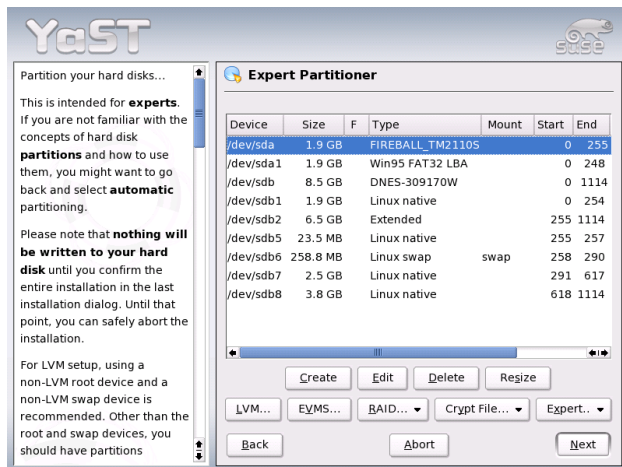 YaST
suse
Partition your hard disks...
This is intended for experts.
If you are not familiar with the
concepts of hard disk
partitions and how to use
them, you might want to go
back and select automatic
partitioning.
Please note that nothing will
be written to your hard
disk until you confirm the
entire installation in the last
installation dialog. Until that
point, you can safely abort the
installation.
For LVM setup, using a
non-LVM root device and a
non-LVM swap device is
recommended. Other than the
root and swap devices, you
should have partitions
Expert Partitioner
Device Size F Type Mount Start End
/dev/sda 1.9 GB FIREBALL_TM2110S 0 255
/dev/sda1 1.9 GB Win95 FAT32 LBA 0 248
/dev/sdb 8.5 GB DNES-309170W 0 1114
/dev/sdb1 1.9 GB Linux native 0 254
/dev/sdb2 6.5 GB Extended 255 1114
/dev/sdb5 23.5 MB Linux native 255 257
/dev/sdb6 258.8 MB Linux swap swap 258 290
/dev/sdb7 2.5 GB Linux native 291 617
/dev/sdb8 3.8 GB Linux native 618 1114
Create Edit Delete Resize
LVM... EVMS... RAID... Crypt File... Expert..
Back Abort Next